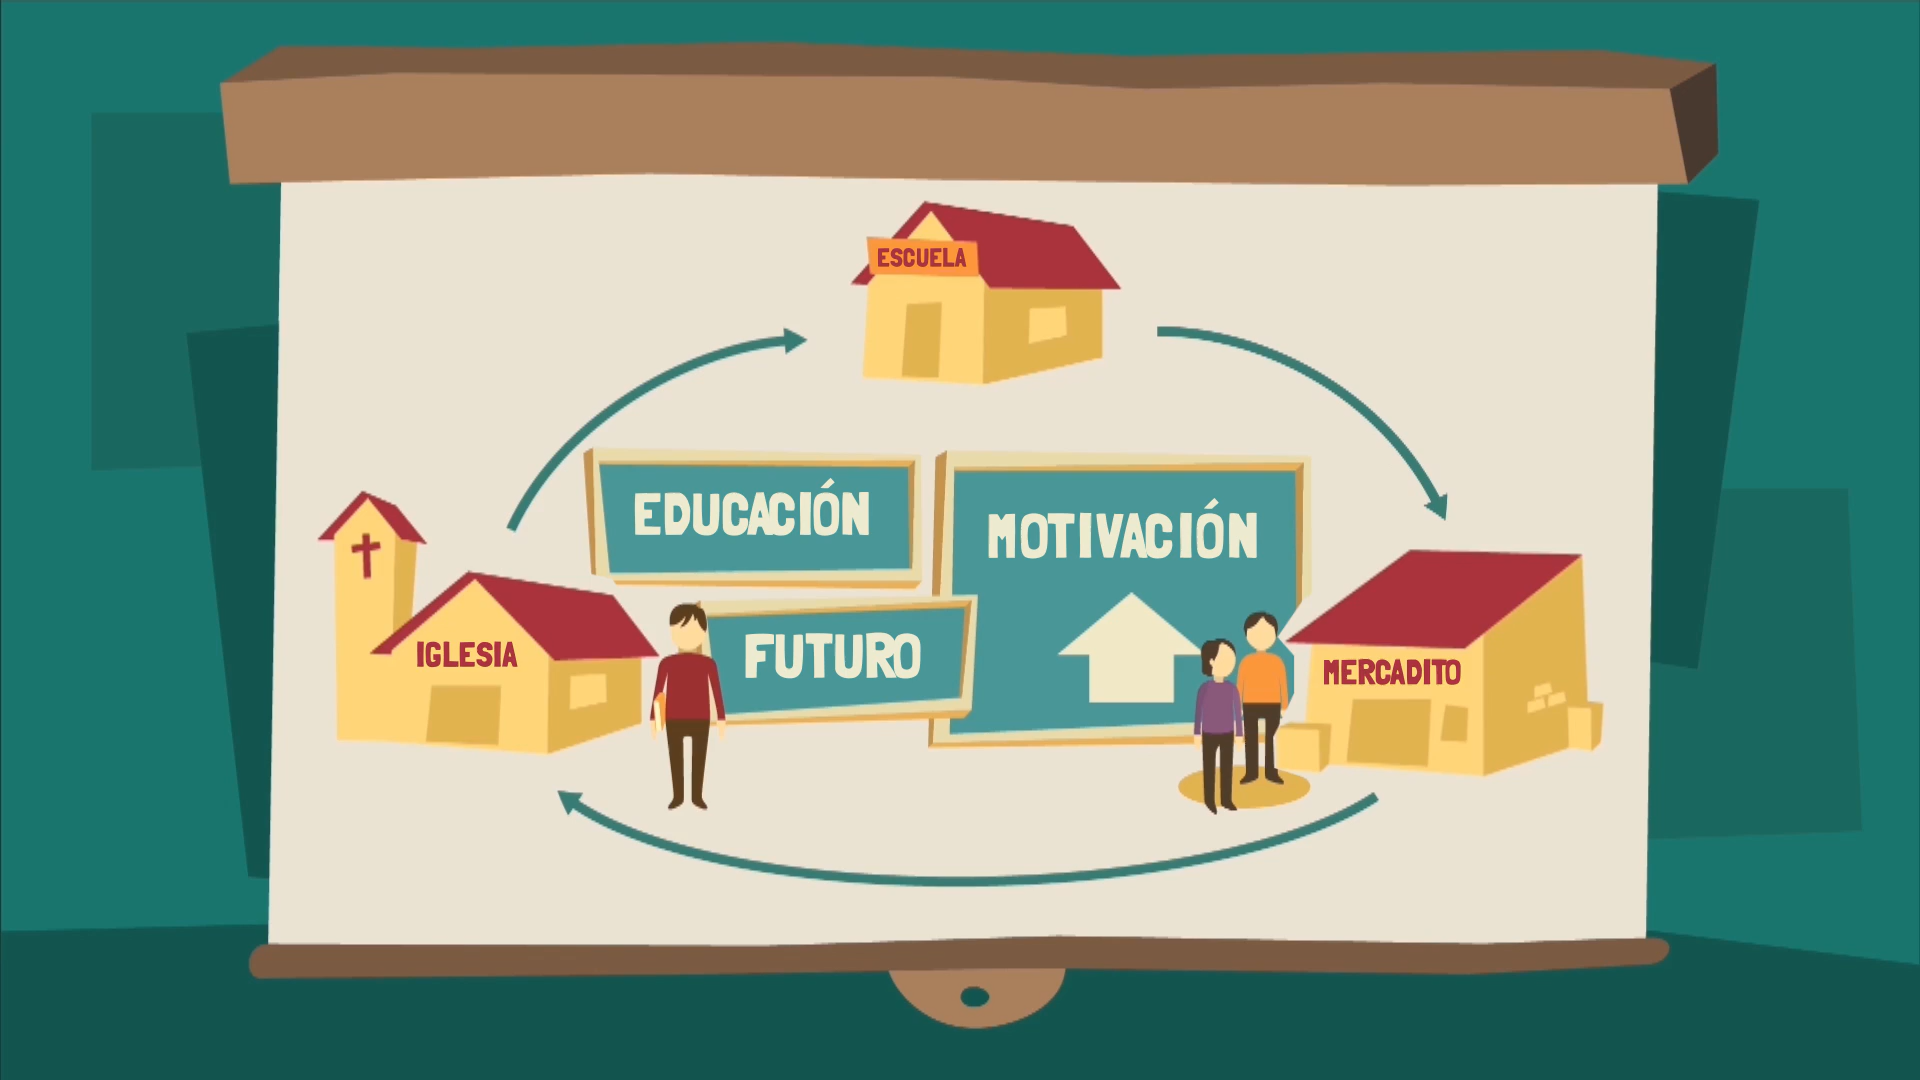 ESCUELA
EDUCACIÓN
MOTIVACIÓN
FUTURO
IGLESIA
MERCADITO